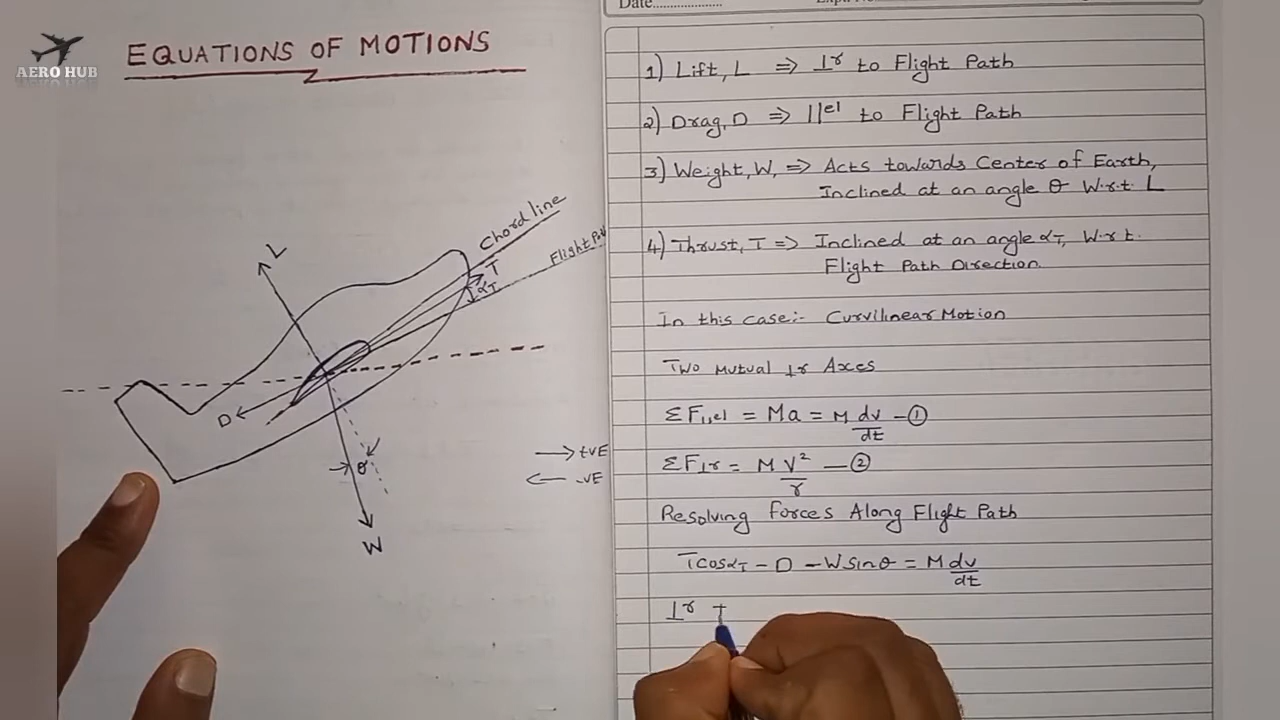 AERO HUB
EQUATIONS OF MOTIONS
L
Chord line
Flight
T
αT
D
θ
W
→ +VE
← -VE
Date
1) Lift, L ⇒ ⊥r to Flight Path
2) Drag, D ⇒ ||el to Flight Path
3) Weight, W, ⇒ Acts towards Center of Earth,
Inclined at an angle θ W.r.t. L
4) Thrust, T ⇒ Inclined at an angle αT, W.r.t.
Flight Path Direction.
In this case:- Curvilinear Motion
Two Mutual ⊥r Axes
ΣF||el = Ma = M dv/dt — ①
ΣF⊥r = M V²/r — ②
Resolving forces Along Flight Path
TcosαT - D - Wsinθ = M dv/dt
⊥r T